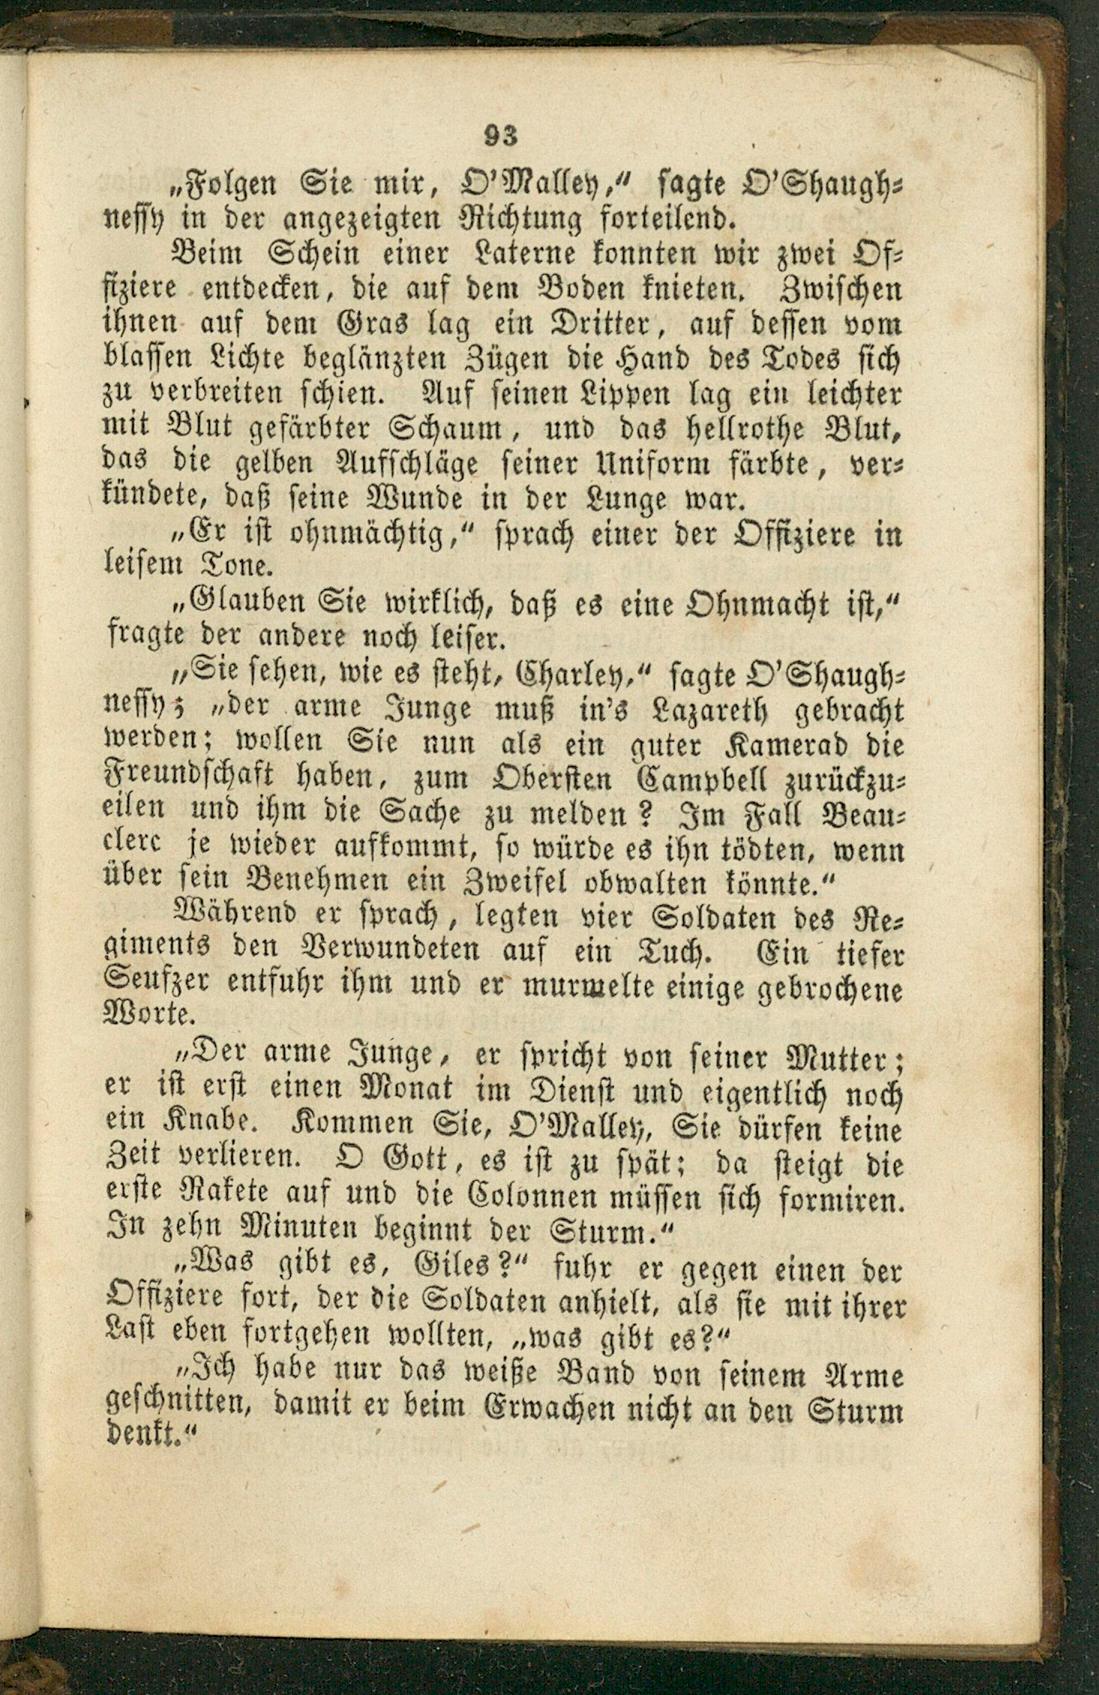 93
„Folgen Sie mir, O'Malley,“ sagte O'Shaugh-
nessy in der angezeigten Richtung forteilend.
Beim Schein einer Laterne konnten wir zwei Of-
fiziere entdecken, die auf dem Boden knieten. Zwischen
ihnen auf dem Gras lag ein Dritter, auf dessen vom
blassen Lichte beglänzten Zügen die Hand des Todes sich
zu verbreiten schien. Auf seinen Lippen lag ein leichter
mit Blut gefärbter Schaum, und das hellrothe Blut,
das die gelben Aufschläge seiner Uniform färbte, ver-
kündete, daß seine Wunde in der Lunge war.
„Er ist ohnmächtig,“ sprach einer der Offiziere in
leisem Tone.
„Glauben Sie wirklich, daß es eine Ohnmacht ist,“
fragte der andere noch leiser.
„Sie sehen, wie es steht, Charley,“ sagte O'Shaugh-
nessy; „der arme Junge muß in's Lazareth gebracht
werden; wollen Sie nun als ein guter Kamerad die
Freundschaft haben, zum Obersten Campbell zurückzu-
eilen und ihm die Sache zu melden? Im Fall Beau-
clerc je wieder aufkommt, so würde es ihn tödten, wenn
über sein Benehmen ein Zweifel obwalten könnte.“
Während er sprach, legten vier Soldaten des Re-
giments den Verwundeten auf ein Tuch. Ein tiefer
Seufzer entfuhr ihm und er murmelte einige gebrochene
Worte.
„Der arme Junge, er spricht von seiner Mutter;
er ist erst einen Monat im Dienst und eigentlich noch
ein Knabe. Kommen Sie, O'Malley, Sie dürfen keine
Zeit verlieren. O Gott, es ist zu spät; da steigt die
erste Rakete auf und die Colonnen müssen sich formiren.
In zehn Minuten beginnt der Sturm.“
„Was gibt es, Giles?“ fuhr er gegen einen der
Offiziere fort, der die Soldaten anhielt, als sie mit ihrer
Last eben fortgehen wollten, „was gibt es?“
„Ich habe nur das weiße Band von seinem Arme
geschnitten, damit er beim Erwachen nicht an den Sturm
denkt.“